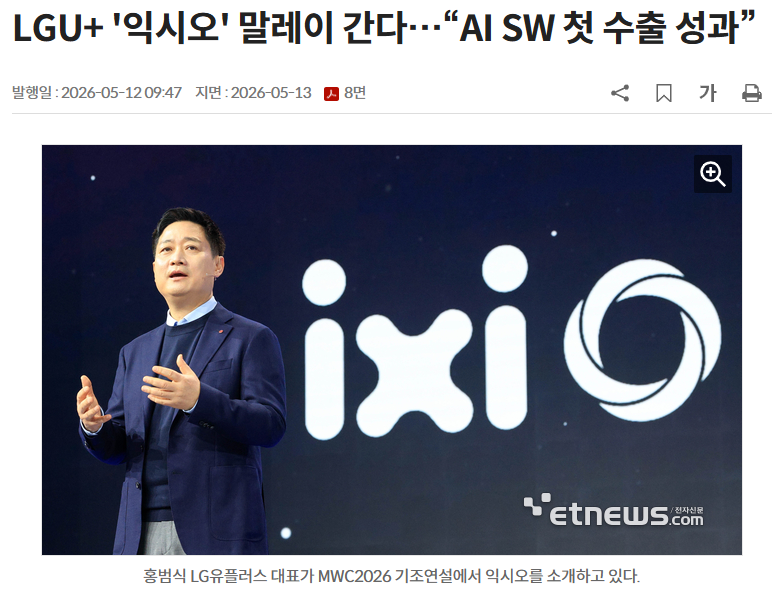 LGU+ '익시오' 말레이 간다…“AI SW 첫 수출 성과”
발행일 : 2026-05-12 09:47 지면 : 2026-05-13 8면
가
ixiO
etnews.com /전자신문
홍범식 LG유플러스 대표가 MWC2026 기조연설에서 익시오를 소개하고 있다.